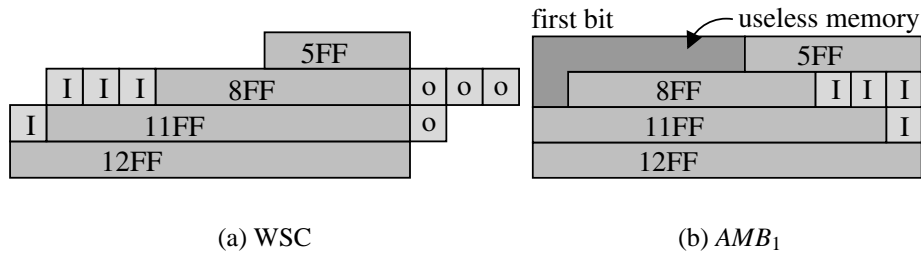 first bit useless memory
5FF 5FF
I I I 8FF o o o 8FF I I I
I 11FF o 11FF I
12FF 12FF
(a) WSC (b) AMB1